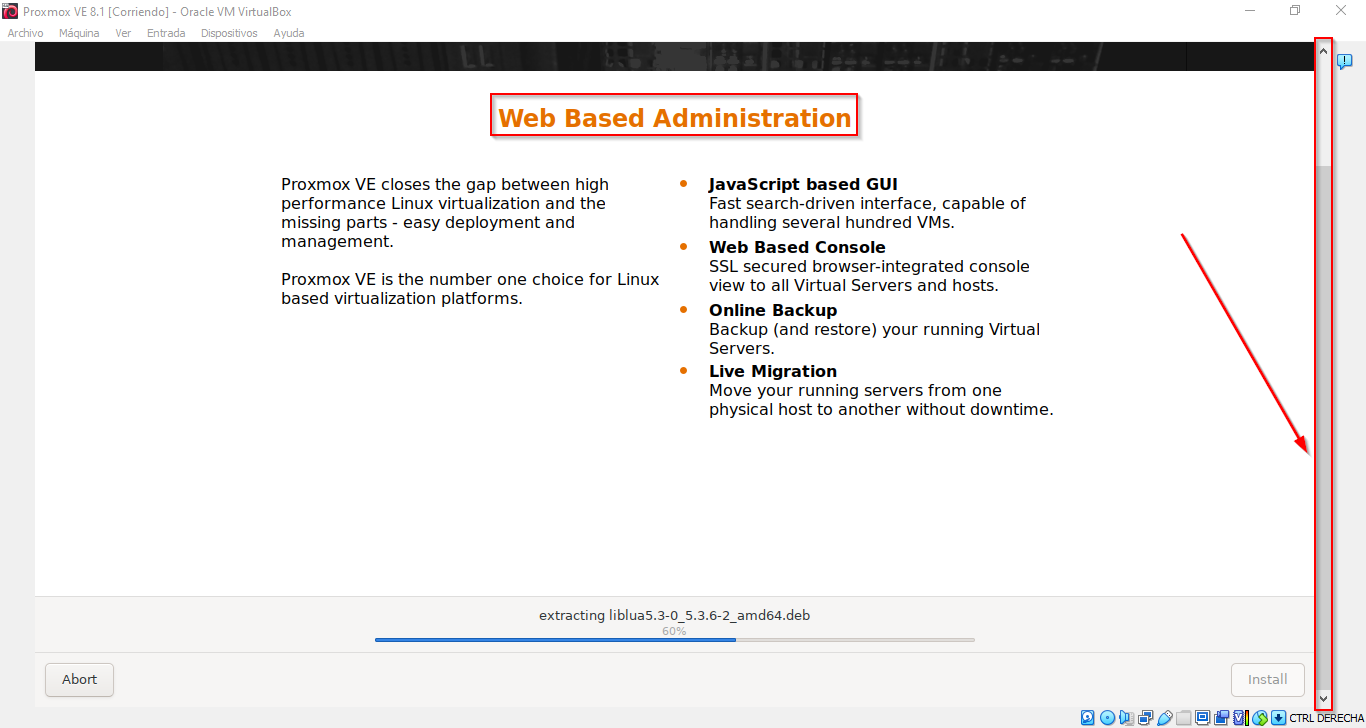 Proxmox VE 8.1 [Corriendo] - Oracle VM VirtualBox
Archivo Máquina Ver Entrada Dispositivos Ayuda
Web Based Administration
Proxmox VE closes the gap between high
performance Linux virtualization and the
missing parts - easy deployment and
management.
Proxmox VE is the number one choice for Linux
based virtualization platforms.
JavaScript based GUI
Fast search-driven interface, capable of
handling several hundred VMs.
Web Based Console
SSL secured browser-integrated console
view to all Virtual Servers and hosts.
Online Backup
Backup (and restore) your running Virtual
Servers.
Live Migration
Move your running servers from one
physical host to another without downtime.
extracting liblua5.3-0_5.3.6-2_amd64.deb
60%
Abort
Install
CTRL DERECHA